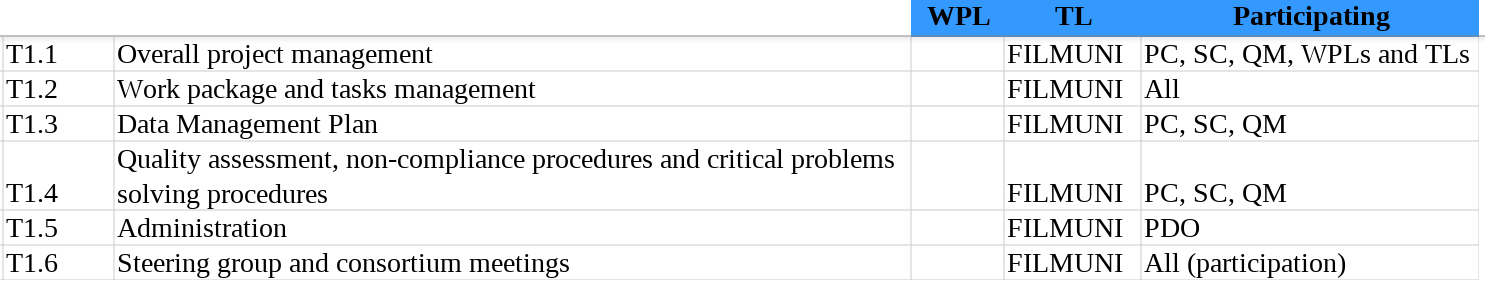 WPL TL Participating
T1.1 Overall project management FILMUNI PC, SC, QM, WPLs and TLs
T1.2 Work package and tasks management FILMUNI All
T1.3 Data Management Plan FILMUNI PC, SC, QM
Quality assessment, non-compliance procedures and critical problems
T1.4 solving procedures FILMUNI PC, SC, QM
T1.5 Administration FILMUNI PDO
T1.6 Steering group and consortium meetings FILMUNI All (participation)